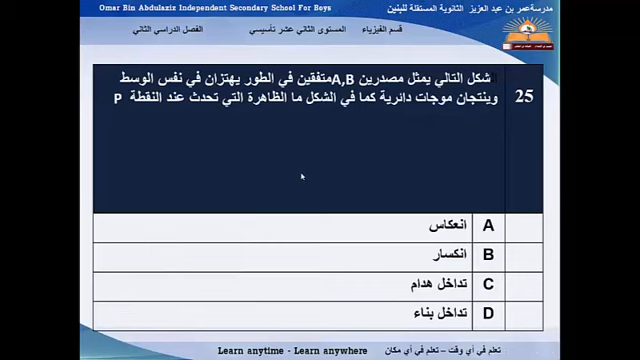 Omar Bin Abdulaziz Independent Secondary School For Boys
مدرسة عمر بن عبد العزيز الثانوية المستقلة للبنين
قسم الفيزياء
المستوى الثاني عشر تأسيسي
الفصل الدراسي الثاني
25
شكل التالي يمثل مصدرين A,B متفقين في الطور يهتزان في نفس الوسط
وينتجان موجات دائرية كما في الشكل ما الظاهرة التي تحدث عند النقطة P
A انعكاس
B انكسار
C تداخل هدام
D تداخل بناء
Learn anytime - Learn anywhere
تعلم في أي وقت – تعلم في أي مكان